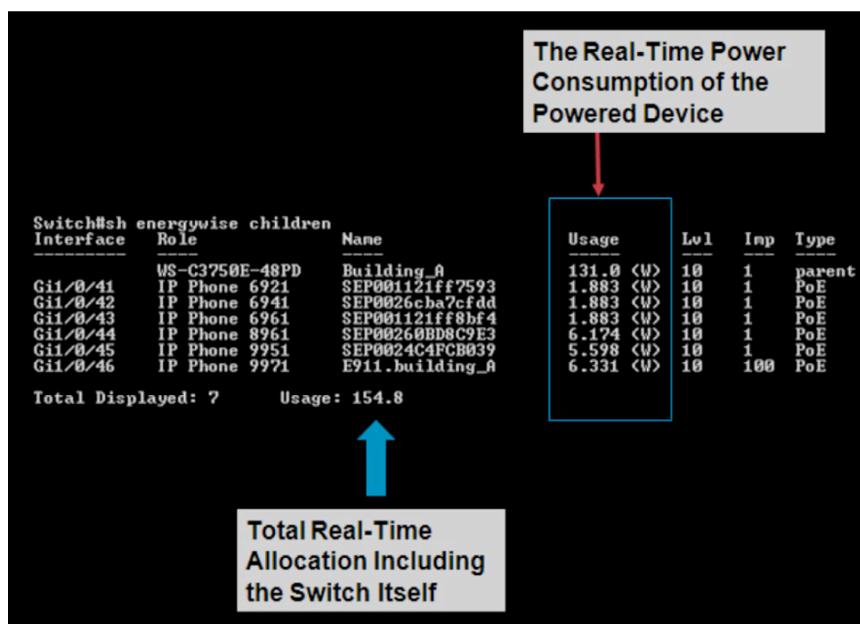 The Real-Time Power
Consumption of the
Powered Device
Switch#sh energywise children
Interface Role Name Usage Lvl Imp Type
--------- ---- ---- ----- --- --- ----
WS-C3750E-48PD Building_A 131.0 (W) 10 1 parent
Gi1/0/41 IP Phone 6921 SEP001121ff7593 1.883 (W) 10 1 PoE
Gi1/0/42 IP Phone 6941 SEP0026cba7cfdd 1.883 (W) 10 1 PoE
Gi1/0/43 IP Phone 6961 SEP001121ff8bf4 1.883 (W) 10 1 PoE
Gi1/0/44 IP Phone 8961 SEP00260BD8C9E3 6.174 (W) 10 1 PoE
Gi1/0/45 IP Phone 9951 SEP0024C4FCB039 5.598 (W) 10 1 PoE
Gi1/0/46 IP Phone 9971 E911.building_A 6.331 (W) 10 100 PoE
Total Displayed: 7 Usage: 154.8
Total Real-Time
Allocation Including
the Switch Itself